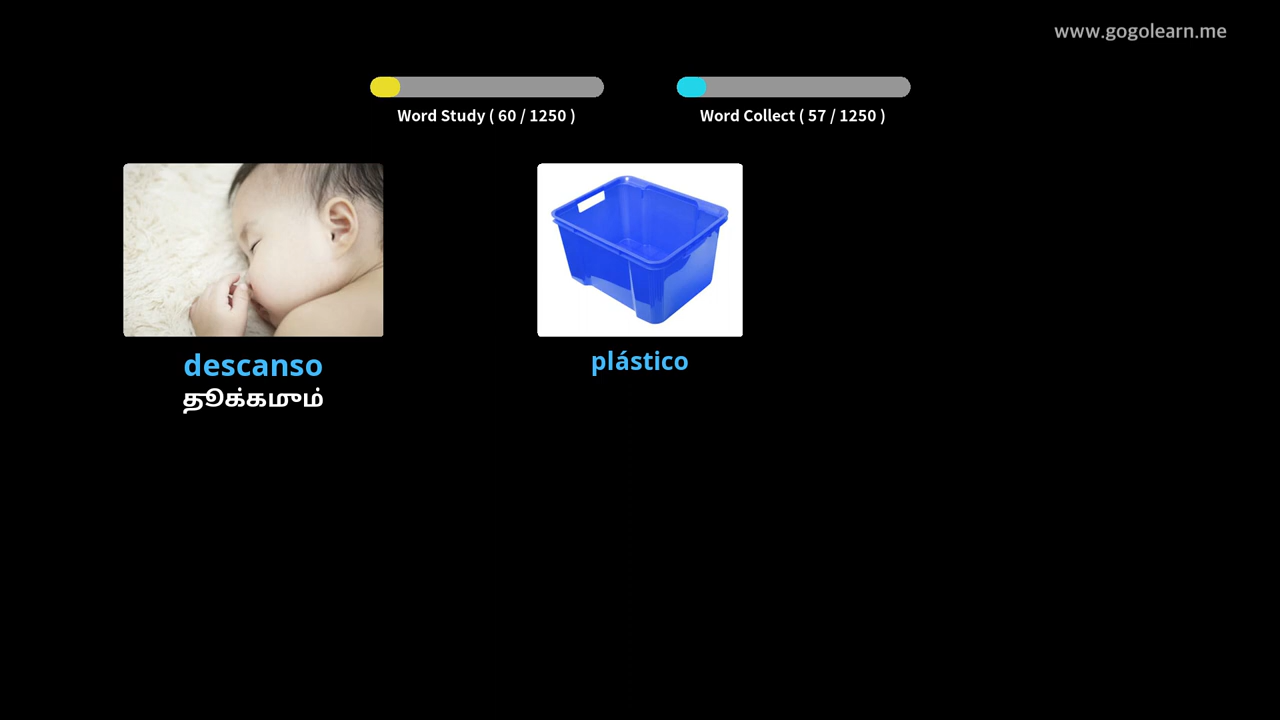 www.gogolearn.me
Word Study ( 60 / 1250 )
Word Collect ( 57 / 1250 )
descanso
தூக்கமும்
plástico